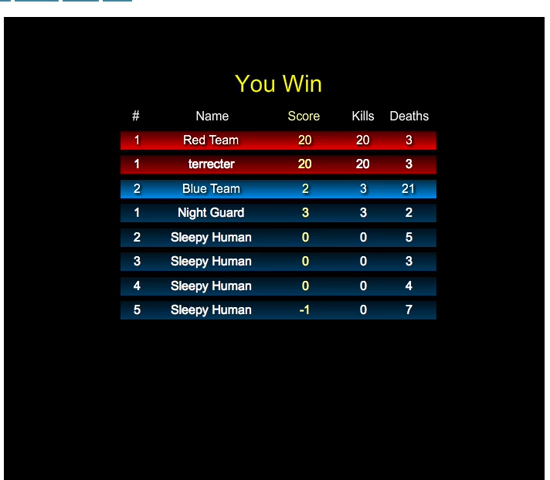 You Win
# Name Score Kills Deaths
1 Red Team 20 20 3
1 terrecter 20 20 3
2 Blue Team 2 3 21
1 Night Guard 3 3 2
2 Sleepy Human 0 0 5
3 Sleepy Human 0 0 3
4 Sleepy Human 0 0 4
5 Sleepy Human -1 0 7